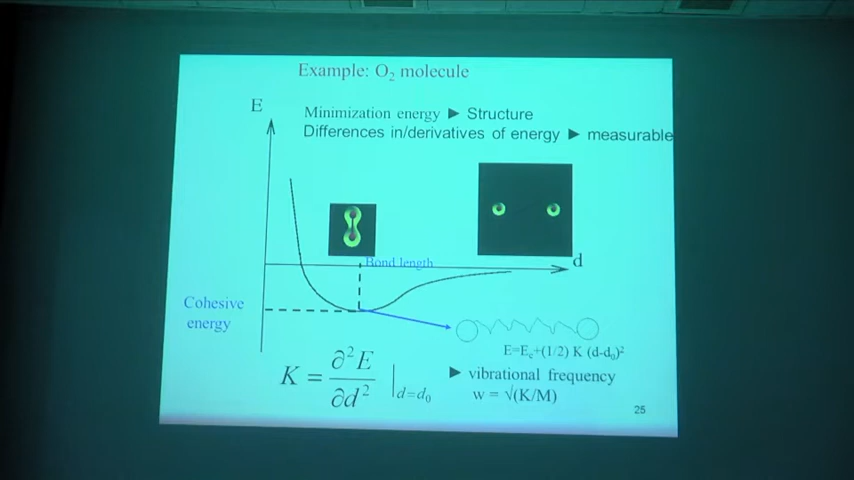 Example: O₂ molecule
E
Minimization energy ► Structure
Differences in/derivatives of energy ► measurable
Bond length
d
Cohesive
energy
E=Ec+(1/2) K (d-d₀)²
K = ∂²E/∂d² |d=d₀
► vibrational frequency
w = √(K/M)
25